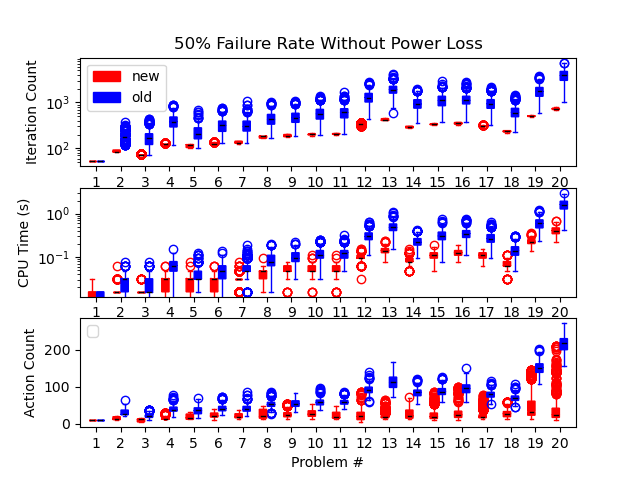 50% Failure Rate Without Power Loss
Iteration Count
new
old
10³
10²
1 2 3 4 5 6 7 8 9 10 11 12 13 14 15 16 17 18 19 20
CPU Time (s)
10⁰
10⁻¹
1 2 3 4 5 6 7 8 9 10 11 12 13 14 15 16 17 18 19 20
Action Count
200
100
0
1 2 3 4 5 6 7 8 9 10 11 12 13 14 15 16 17 18 19 20
Problem #